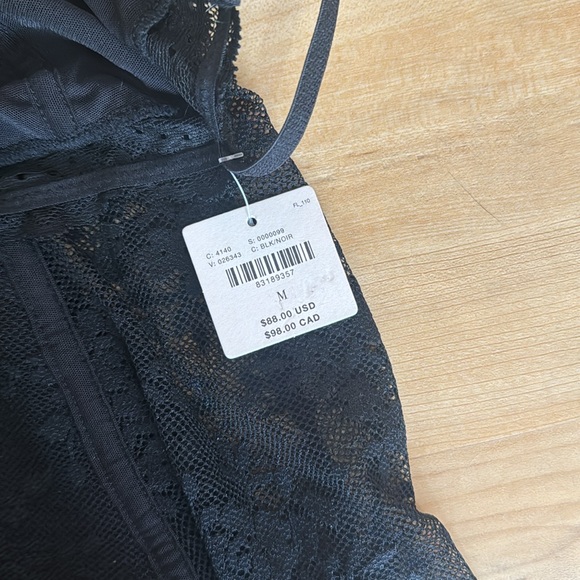 FL_110
C: 4140 S: 0000099
V: 026343 C: BLK/NOIR
83189357
M
$88.00 USD
$98.00 CAD